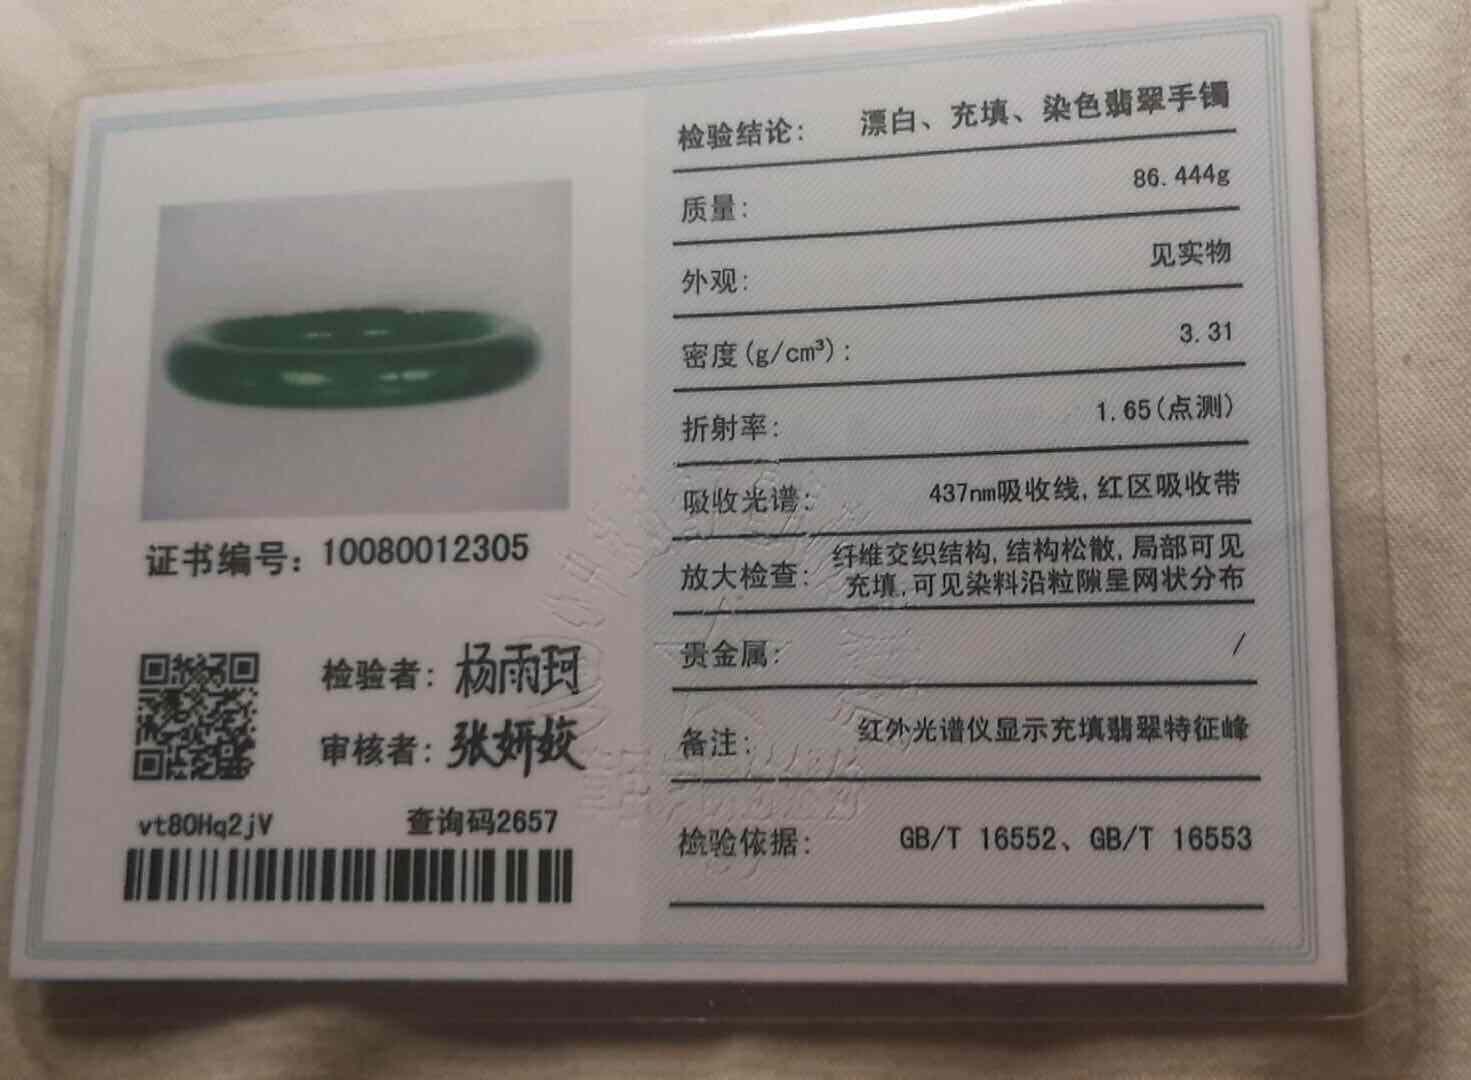 检验结论: 漂白、充填、染色翡翠手镯
质量: 86.444g
外观: 见实物
密度(g/cm³): 3.31
折射率: 1.65(点测)
吸收光谱: 437nm吸收线,红区吸收带
放大检查: 纤维交织结构,结构松散,局部可见
充填,可见染料沿粒隙呈网状分布
贵金属: /
备注: 红外光谱仪显示充填翡翠特征峰
检验依据: GB/T 16552、GB/T 16553
证书编号: 10080012305
检验者: 杨雨珂
审核者: 张妍姣
vt80Hq2jV 查询码2657